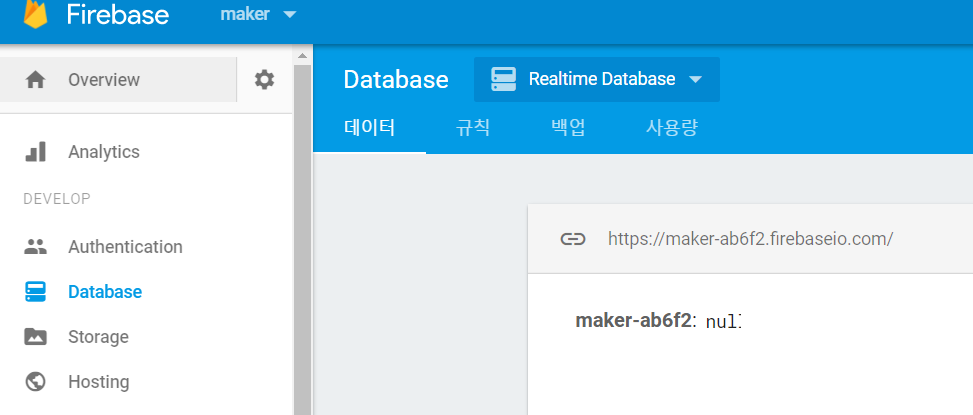 Firebase
maker
Overview
Analytics
DEVELOP
Authentication
Database
Storage
Hosting
Database
Realtime Database
데이터 규칙 백업 사용량
https://maker-ab6f2.firebaseio.com/
maker-ab6f2: null